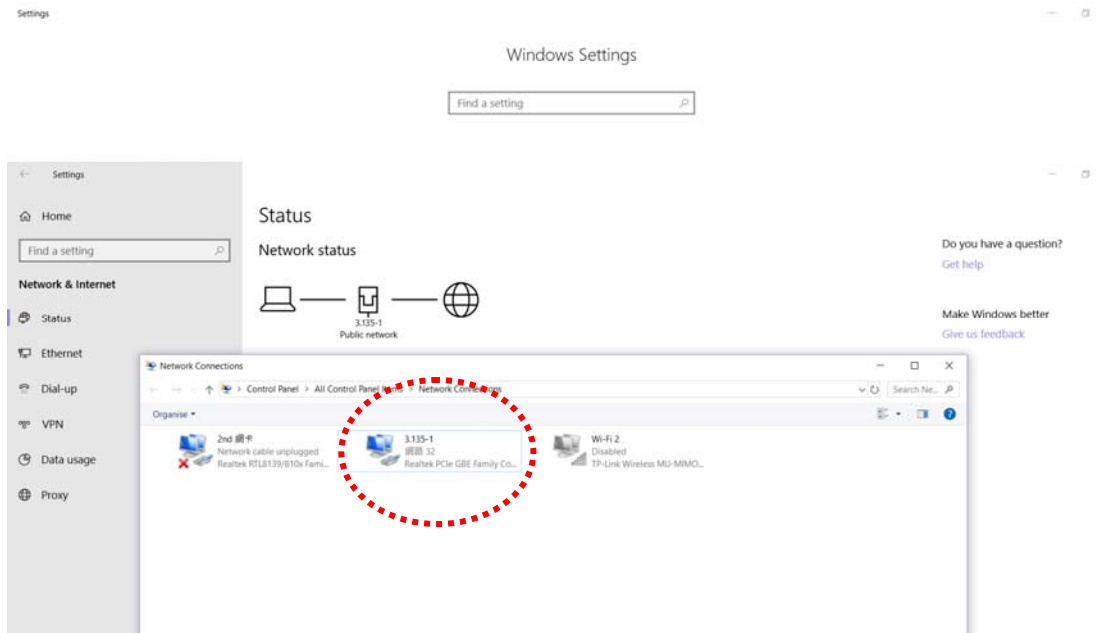 Settings
Windows Settings
Find a setting
Settings
Home
Find a setting
Network & Internet
Status
Ethernet
Dial-up
VPN
Data usage
Proxy
Status
Network status
3.135-1
Public network
Do you have a question?
Get help
Make Windows better
Give us feedback
Network Connections
Control Panel > All Control Panel Items > Network Connections
Search Ne...
Organise
2nd 網卡
Network cable unplugged
Realtek RTL8139/810x Fami...
3.135-1
網路 32
Realtek PCIe GBE Family Co...
Wi-Fi 2
Disabled
TP-Link Wireless MU-MIMO...